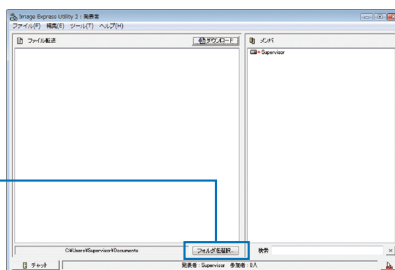 Image Express Utility 2 : 発表者
ファイル(F) 編集(E) ツール(T) ヘルプ(H)
ファイル転送
ダウンロード
メンバ
Supervisor
C:¥Users¥Supervisor¥Documents
フォルダを選択...
検索
チャット
発表者 : Supervisor 参加者 : 0人